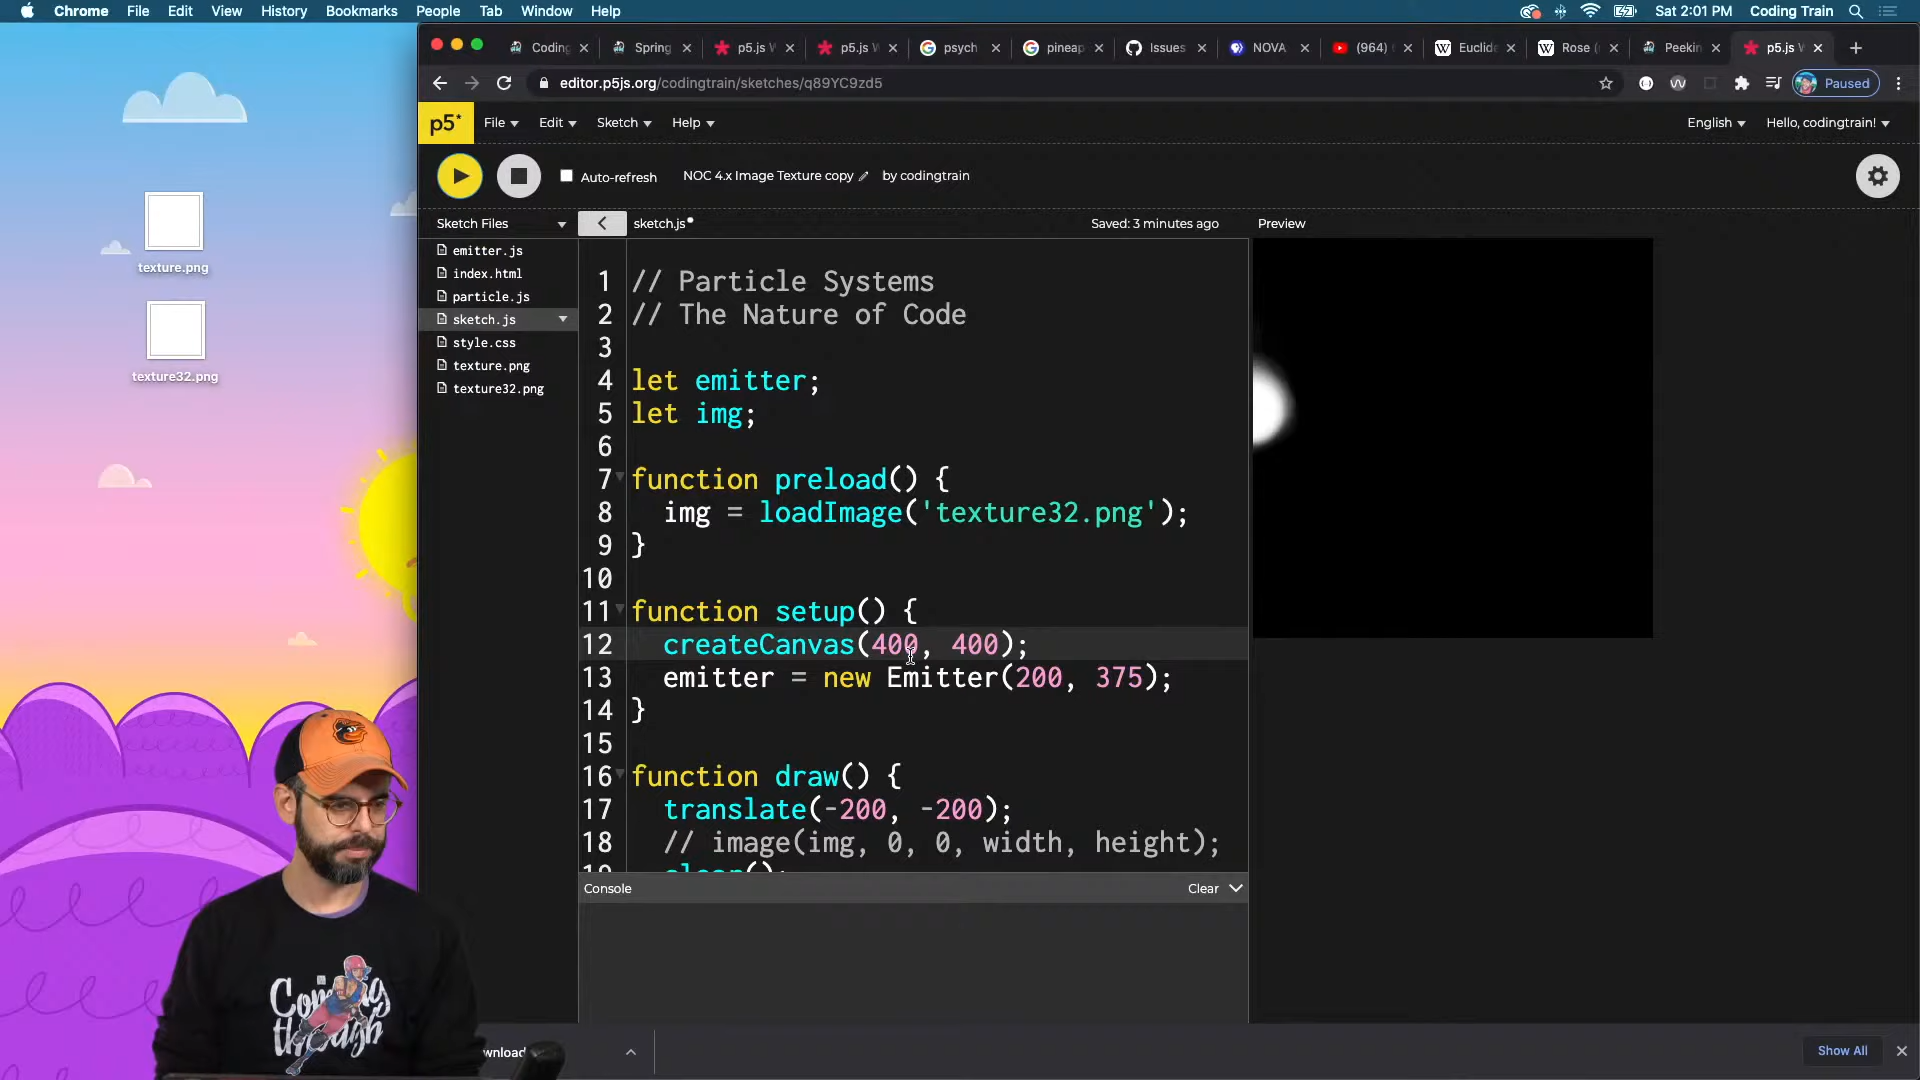 Chrome File Edit View History Bookmarks People Tab Window Help
Sat 2:01 PM Coding Train
Coding Spring p5.js W p5.js W psych pineap Issues NOVA (964) Euclide Rose ( Peekin p5.js W
editor.p5js.org/codingtrain/sketches/q89YC9zd5
Paused
p5* File Edit Sketch Help
English Hello, codingtrain!
Auto-refresh NOC 4.x Image Texture copy by codingtrain
Sketch Files
sketch.js
Saved: 3 minutes ago
Preview
emitter.js
index.html
particle.js
sketch.js
style.css
texture.png
texture32.png
1 // Particle Systems
2 // The Nature of Code
3
4 let emitter;
5 let img;
6
7 function preload() {
8 img = loadImage('texture32.png');
9 }
10
11 function setup() {
12 createCanvas(400, 400);
13 emitter = new Emitter(200, 375);
14 }
15
16 function draw() {
17 translate(-200, -200);
18 // image(img, 0, 0, width, height);
19 clear();
Console
Clear
Show All
texture.png
texture32.png
Coming
through